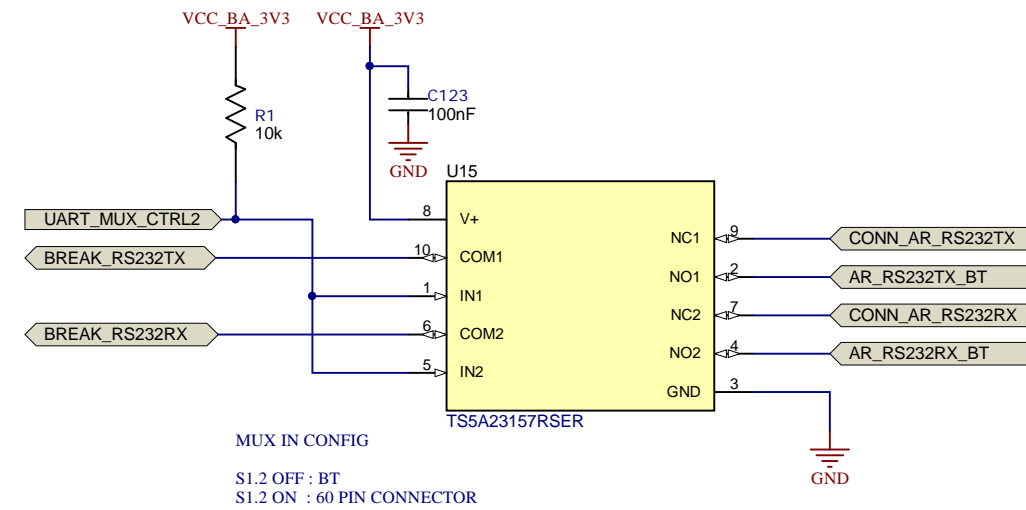 VCC_BA_3V3 VCC_BA_3V3
R1
10k
C123
100nF
GND
U15
UART_MUX_CTRL2 8 V+
BREAK_RS232TX 10 COM1
1 IN1
BREAK_RS232RX 6 COM2
5 IN2
NC1 9 CONN_AR_RS232TX
NO1 2 AR_RS232TX_BT
NC2 7 CONN_AR_RS232RX
NO2 4 AR_RS232RX_BT
GND 3
TS5A23157RSER
GND
MUX IN CONFIG
S1.2 OFF : BT
S1.2 ON : 60 PIN CONNECTOR